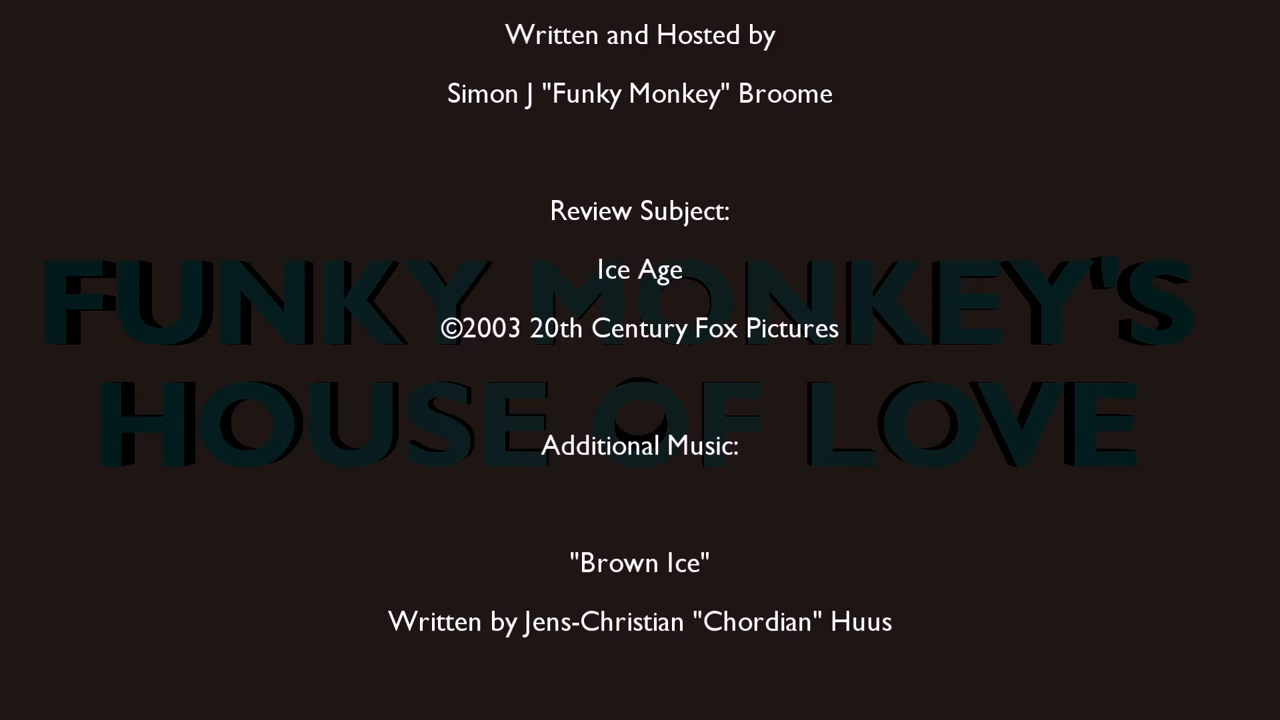 Written and Hosted by
Simon J "Funky Monkey" Broome
Review Subject:
Ice Age
©2003 20th Century Fox Pictures
Additional Music:
"Brown Ice"
Written by Jens-Christian "Chordian" Huus
FUNKY MONKEY'S
HOUSE OF LOVE